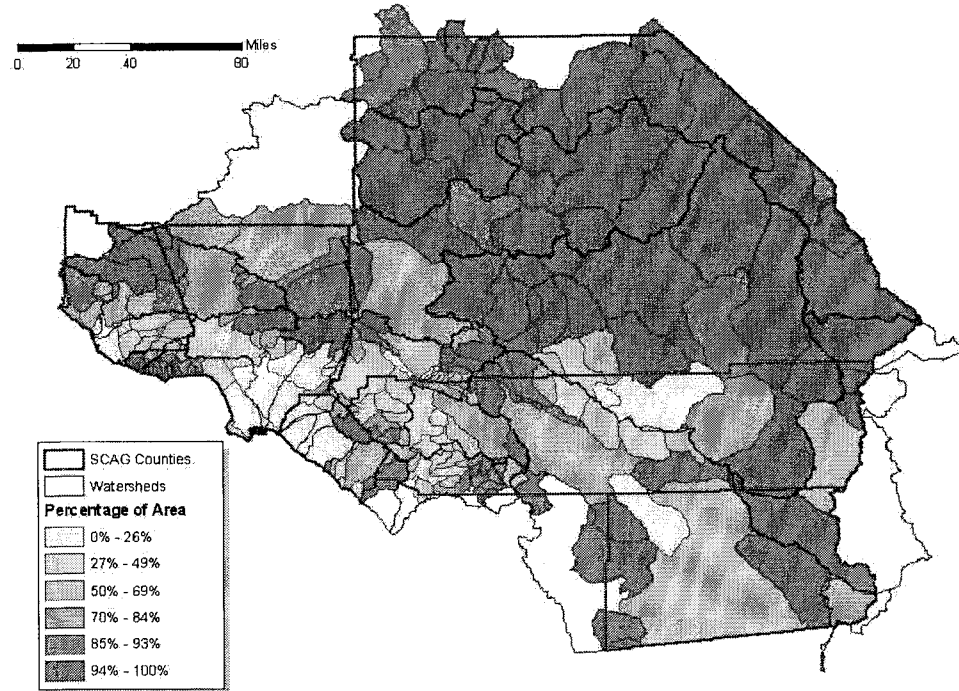 Miles
0 20 40 80
SCAG Counties
Watersheds
Percentage of Area
0% - 26%
27% - 49%
50% - 69%
70% - 84%
85% - 93%
94% - 100%